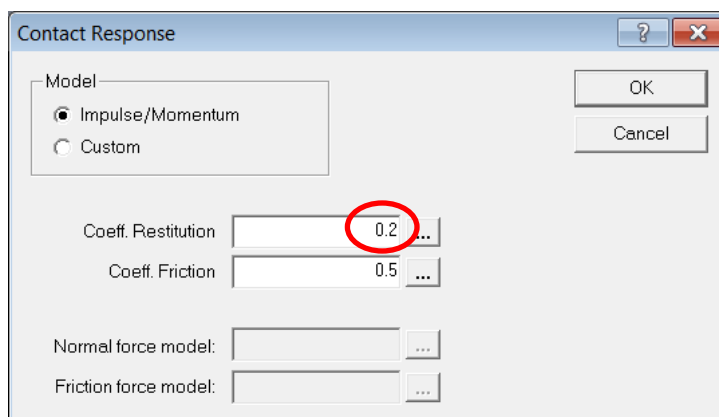 Contact Response
Model
Impulse/Momentum
Custom
OK
Cancel
Coeff. Restitution 0.2 ...
Coeff. Friction 0.5 ...
Normal force model: ...
Friction force model: ...